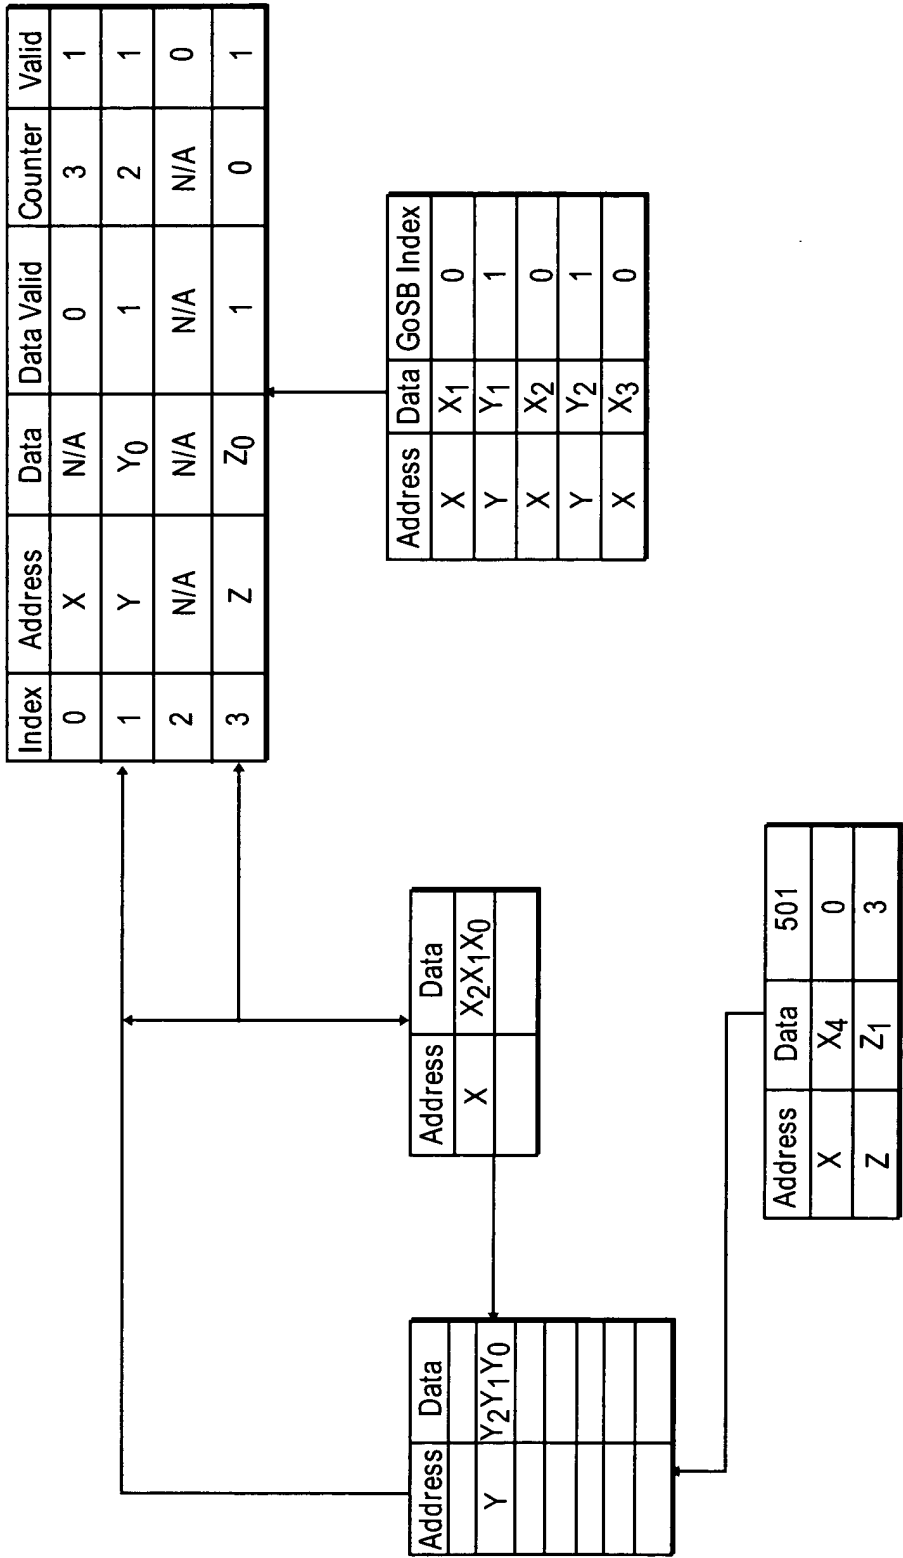 Index Address Data Data Valid Counter Valid
0 X N/A 0 3 1
1 Y Y0 1 2 1
2 N/A N/A N/A N/A 0
3 Z Z0 1 0 1
Address Data GoSB Index
X X1 0
Y Y1 1
X X2 0
Y Y2 1
X X3 0
Address Data
X X2X1X0
Address Data
Y Y2Y1Y0
Address Data 501
X X4 0
Z Z1 3